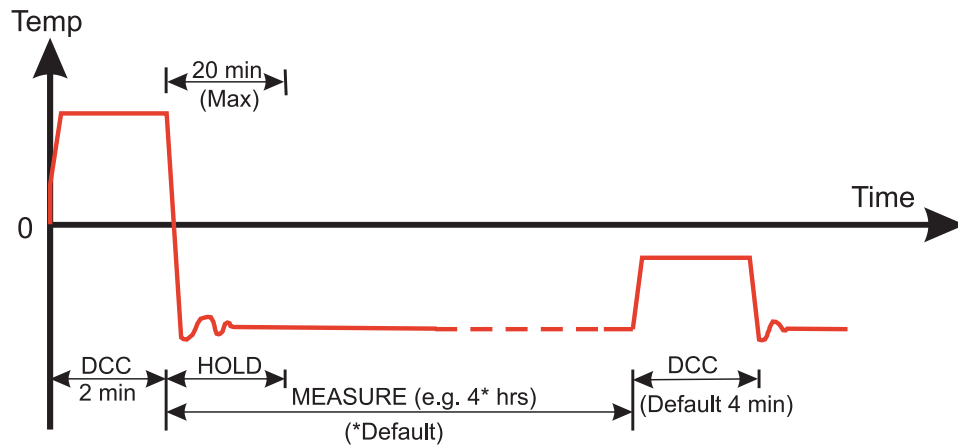 Temp
20 min
(Max)
Time
0
DCC
2 min
HOLD
MEASURE (e.g. 4* hrs)
(*Default)
DCC
(Default 4 min)